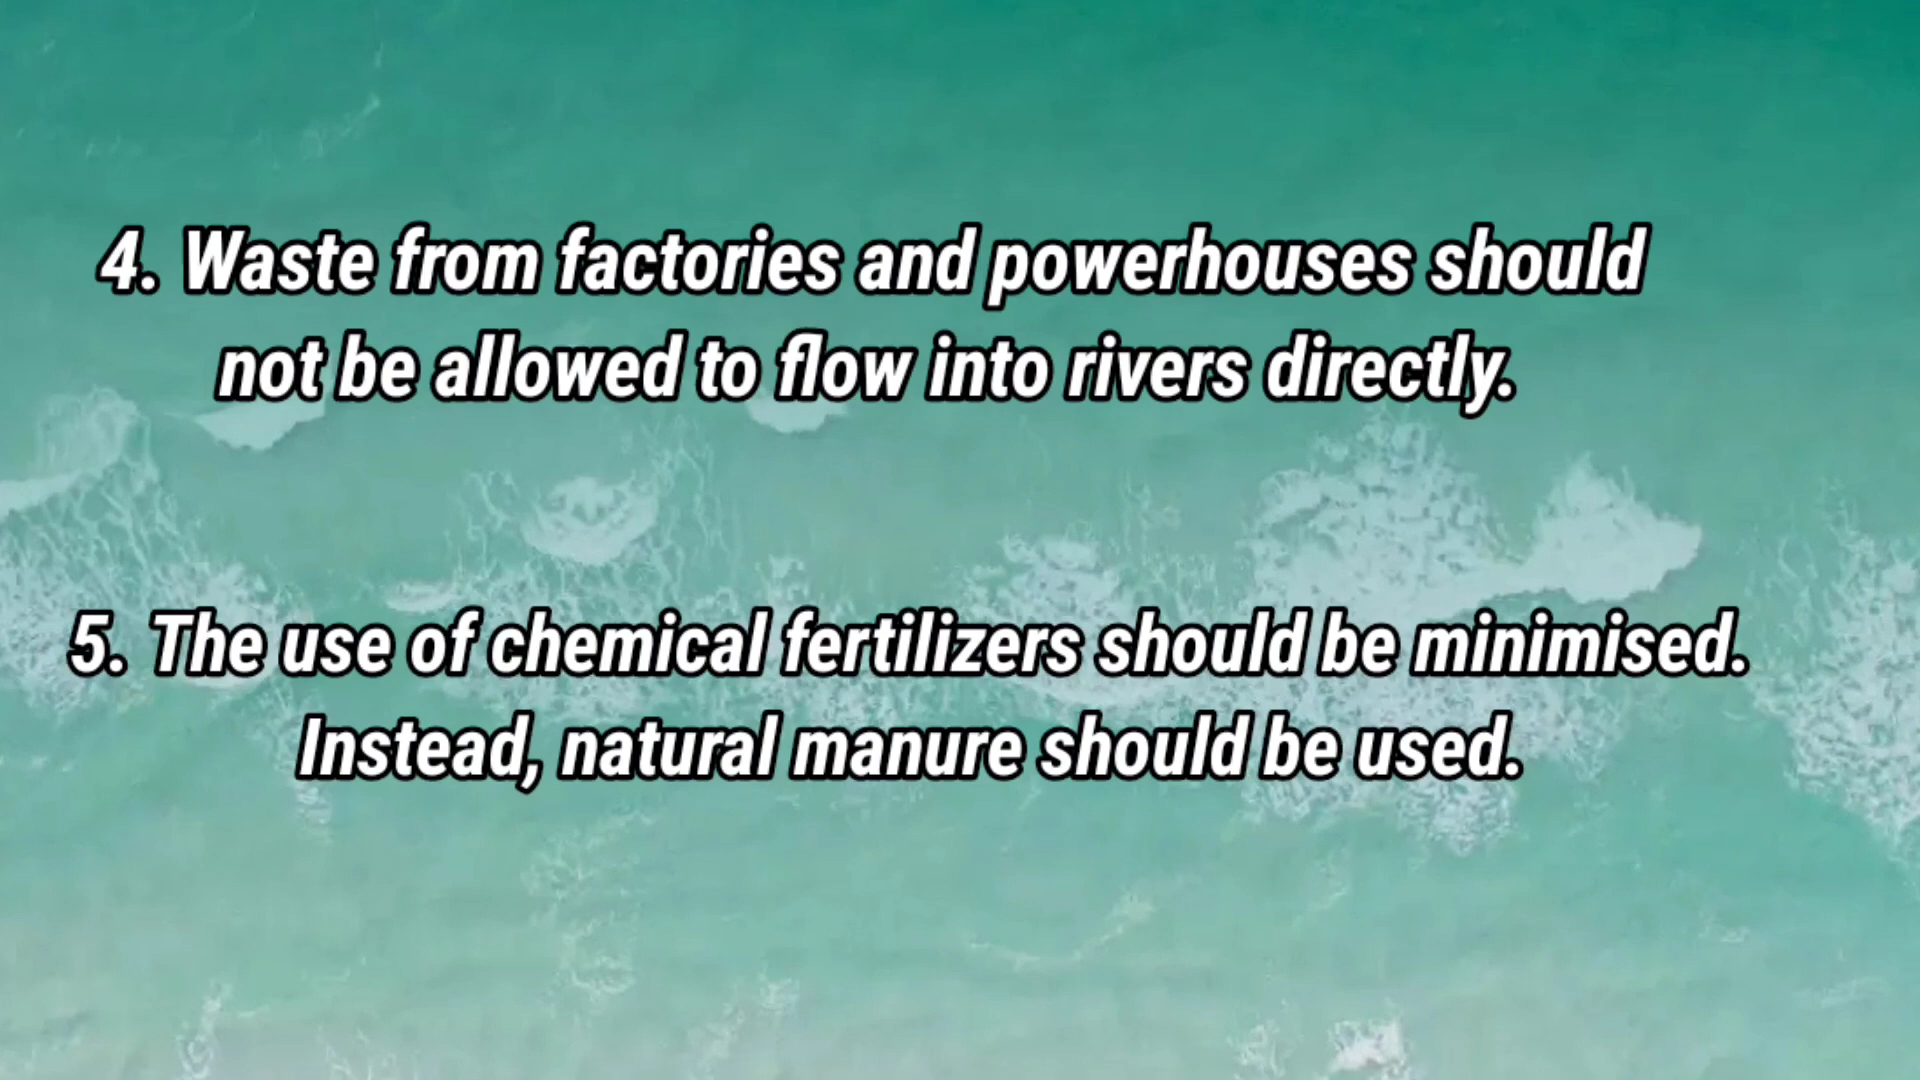 4. Waste from factories and powerhouses should
not be allowed to flow into rivers directly.
5. The use of chemical fertilizers should be minimised.
Instead, natural manure should be used.